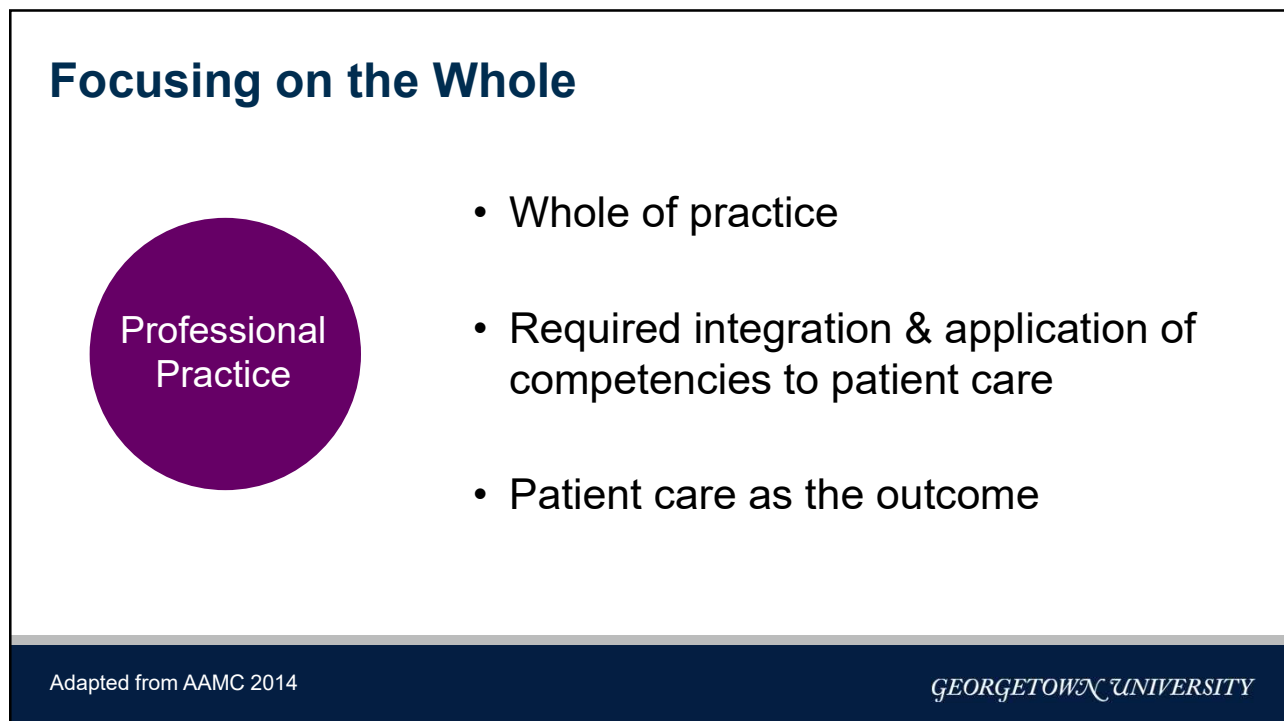 Focusing on the Whole
Professional
Practice
• Whole of practice
• Required integration & application of
competencies to patient care
• Patient care as the outcome
Adapted from AAMC 2014
GEORGETOWN UNIVERSITY